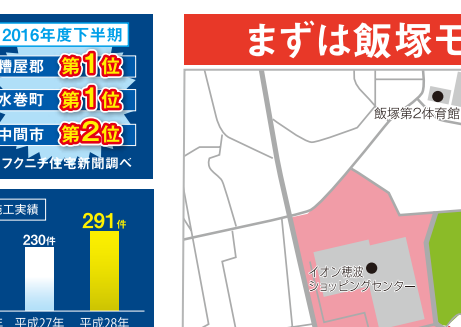 2016年度下半期
糟屋郡 第1位
水巻町 第1位
中間市 第2位
フクニチ住宅新聞調べ
施工実績
291件
230件
平成27年 平成28年
まずは飯塚モ
飯塚第2体育館
イオン穂波
ショッピングセンター